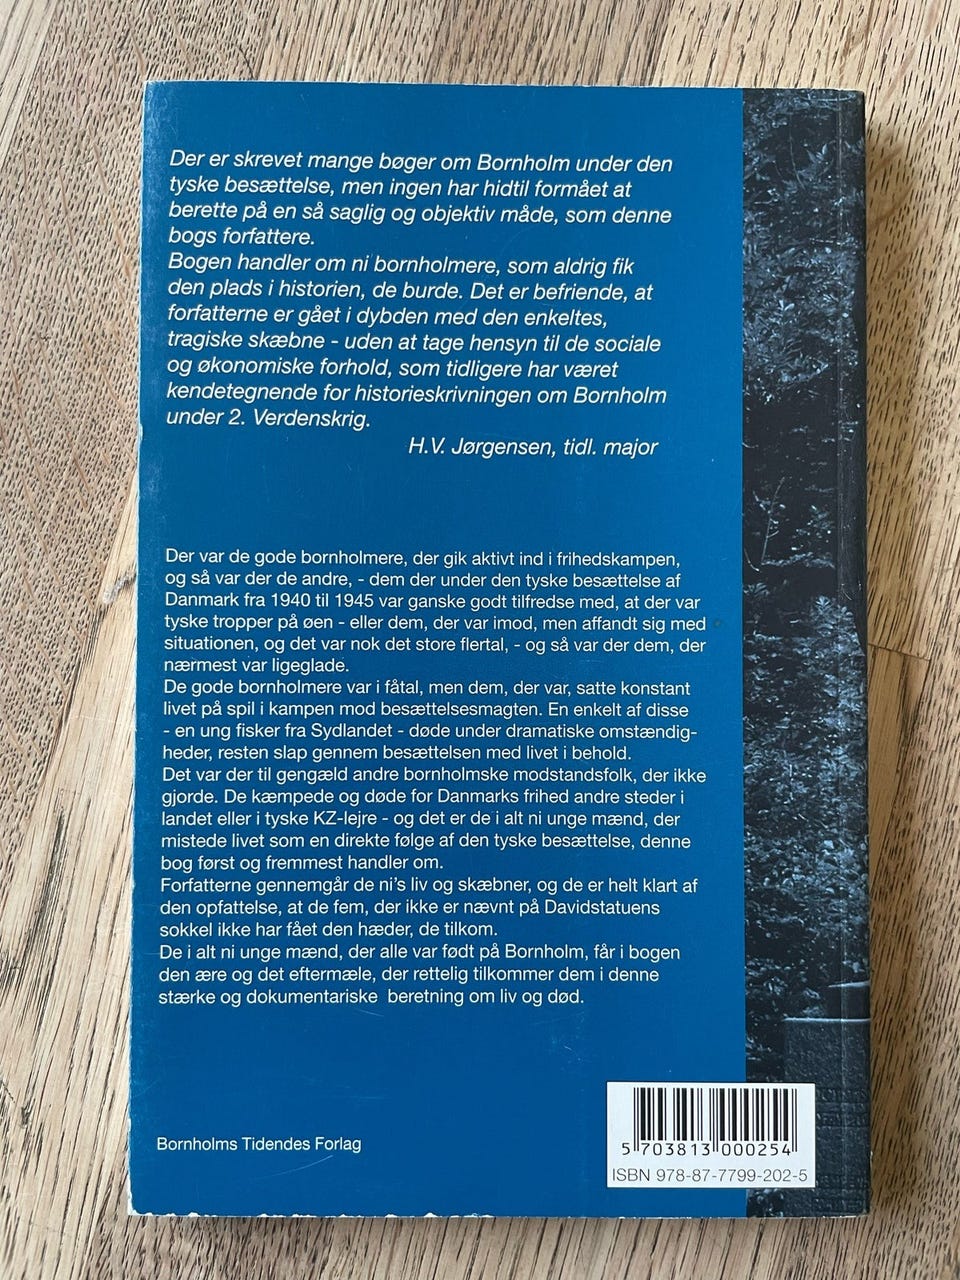 Der er skrevet mange bøger om Bornholm under den
tyske besættelse, men ingen har hidtil formået at
berette på en så saglig og objektiv måde, som denne
bogs forfattere.
Bogen handler om ni bornholmere, som aldrig fik
den plads i historien, de burde. Det er befriende, at
forfatterne er gået i dybden med den enkeltes,
tragiske skæbne - uden at tage hensyn til de sociale
og økonomiske forhold, som tidligere har været
kendetegnende for historieskrivningen om Bornholm
under 2. Verdenskrig.
H.V. Jørgensen, tidl. major
Der var de gode bornholmere, der gik aktivt ind i frihedskampen,
og så var der de andre, - dem der under den tyske besættelse af
Danmark fra 1940 til 1945 var ganske godt tilfredse med, at der var
tyske tropper på øen - eller dem, der var imod, men affandt sig med
situationen, og det var nok det store flertal, - og så var der dem, der
nærmest var ligeglade.
De gode bornholmere var i fåtal, men dem, der var, satte konstant
livet på spil i kampen mod besættelsesmagten. En enkelt af disse
- en ung fisker fra Sydlandet - døde under dramatiske omstændig-
heder, resten slap gennem besættelsen med livet i behold.
Det var der til gengæld andre bornholmske modstandsfolk, der ikke
gjorde. De kæmpede og døde for Danmarks frihed andre steder i
landet eller i tyske KZ-lejre - og det er de i alt ni unge mænd, der
mistede livet som en direkte følge af den tyske besættelse, denne
bog først og fremmest handler om.
Forfatterne gennemgår de ni's liv og skæbner, og de er helt klart af
den opfattelse, at de fem, der ikke er nævnt på Davidstatuens
sokkel ikke har fået den hæder, de tilkom.
De i alt ni unge mænd, der alle var født på Bornholm, får i bogen
den ære og det eftermæle, der rettelig tilkommer dem i denne
stærke og dokumentariske beretning om liv og død.
Bornholms Tidendes Forlag
5 703813 000254
ISBN 978-87-7799-202-5